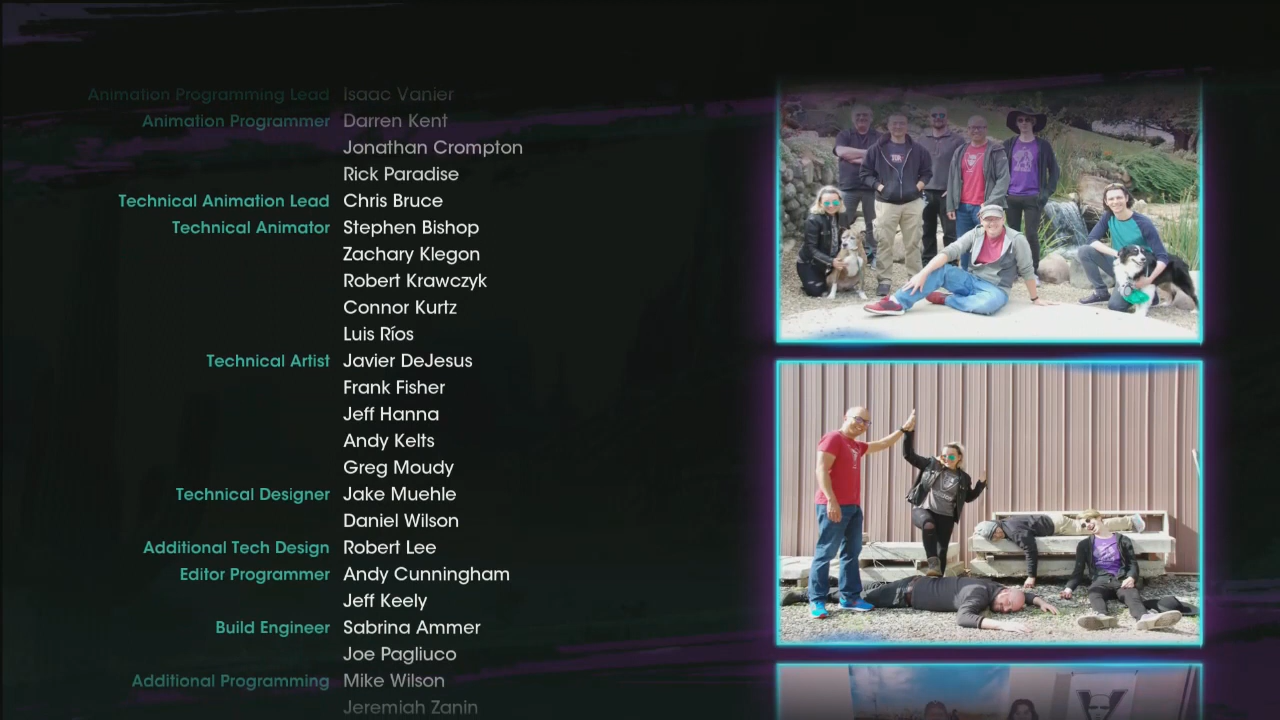 Animation Programming Lead Isaac Vanier
Animation Programmer Darren Kent
Jonathan Crompton
Rick Paradise
Technical Animation Lead Chris Bruce
Technical Animator Stephen Bishop
Zachary Klegon
Robert Krawczyk
Connor Kurtz
Luis Ríos
Technical Artist Javier DeJesus
Frank Fisher
Jeff Hanna
Andy Kelts
Greg Moudy
Technical Designer Jake Muehle
Daniel Wilson
Additional Tech Design Robert Lee
Editor Programmer Andy Cunningham
Jeff Keely
Build Engineer Sabrina Ammer
Joe Pagliuco
Additional Programming Mike Wilson
Jeremiah Zanin